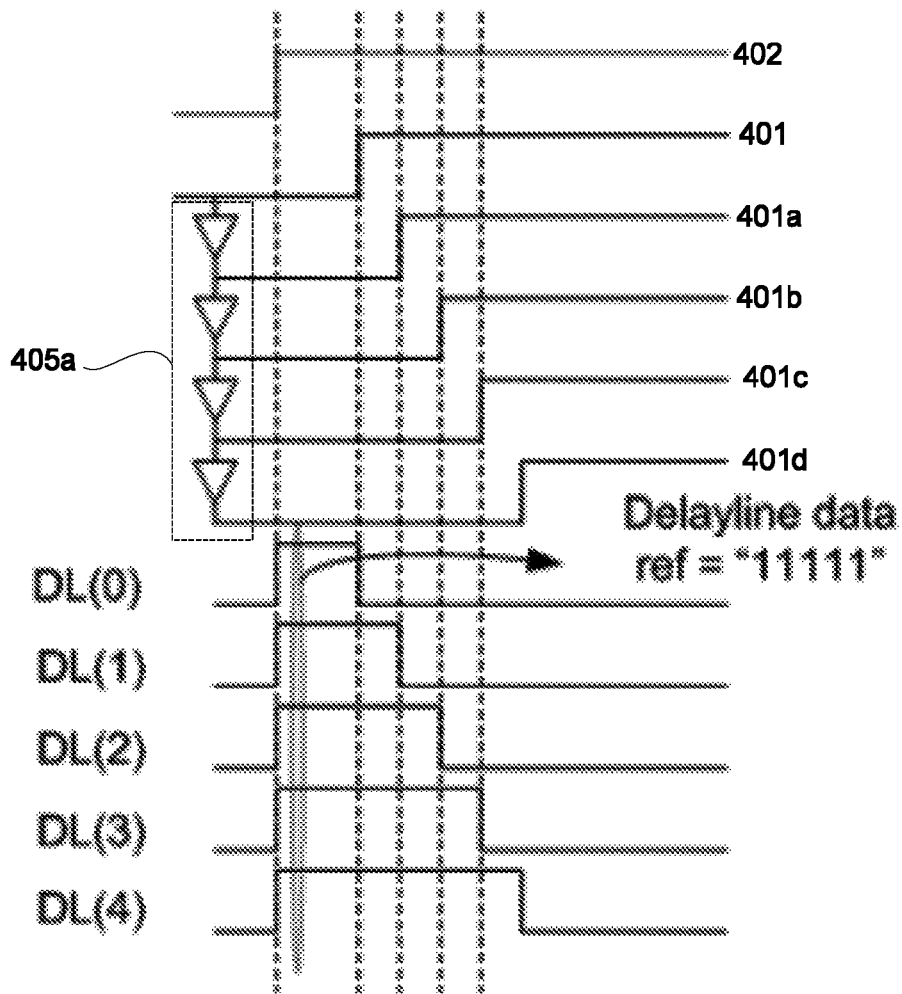 402
401
401a
401b
405a
401c
401d
Delayline data
ref = “11111”
DL(0)
DL(1)
DL(2)
DL(3)
DL(4)